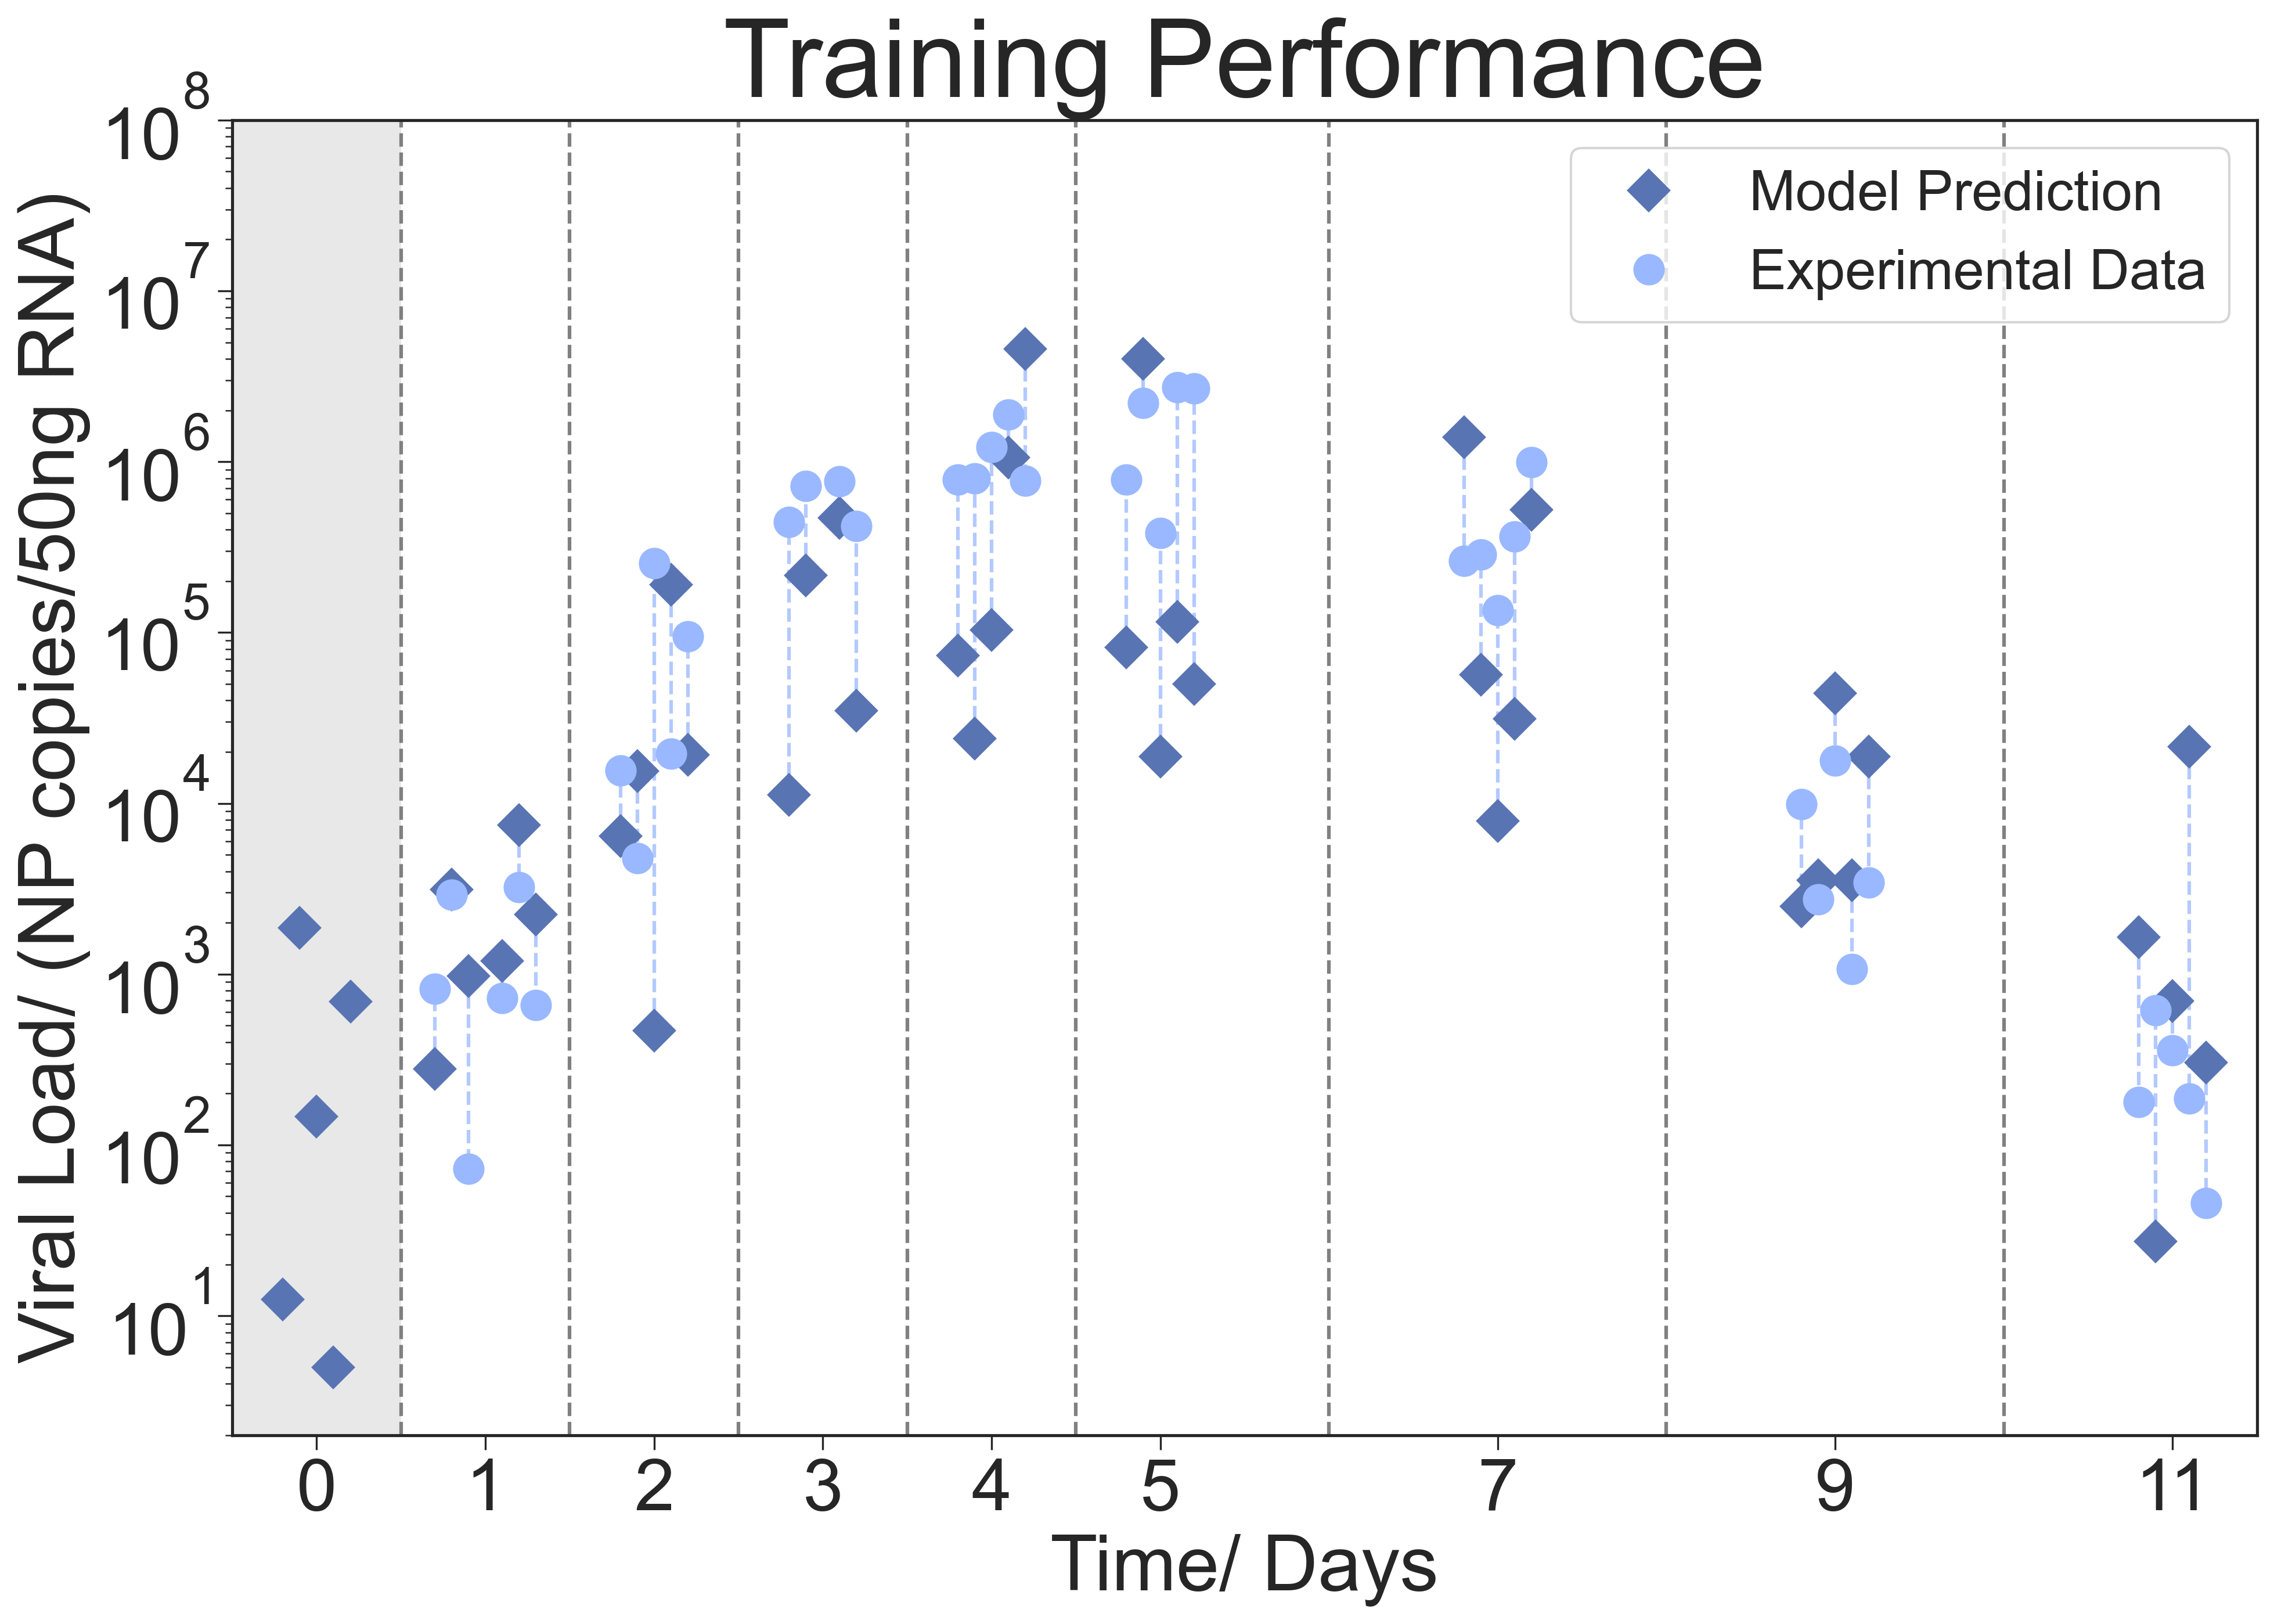 Training Performance
10^8
10^7
10^6
10^5
10^4
10^3
10^2
10^1
Viral Load/ (NP copies/50ng RNA)
Model Prediction
Experimental Data
0 1 2 3 4 5 7 9 11
Time/ Days